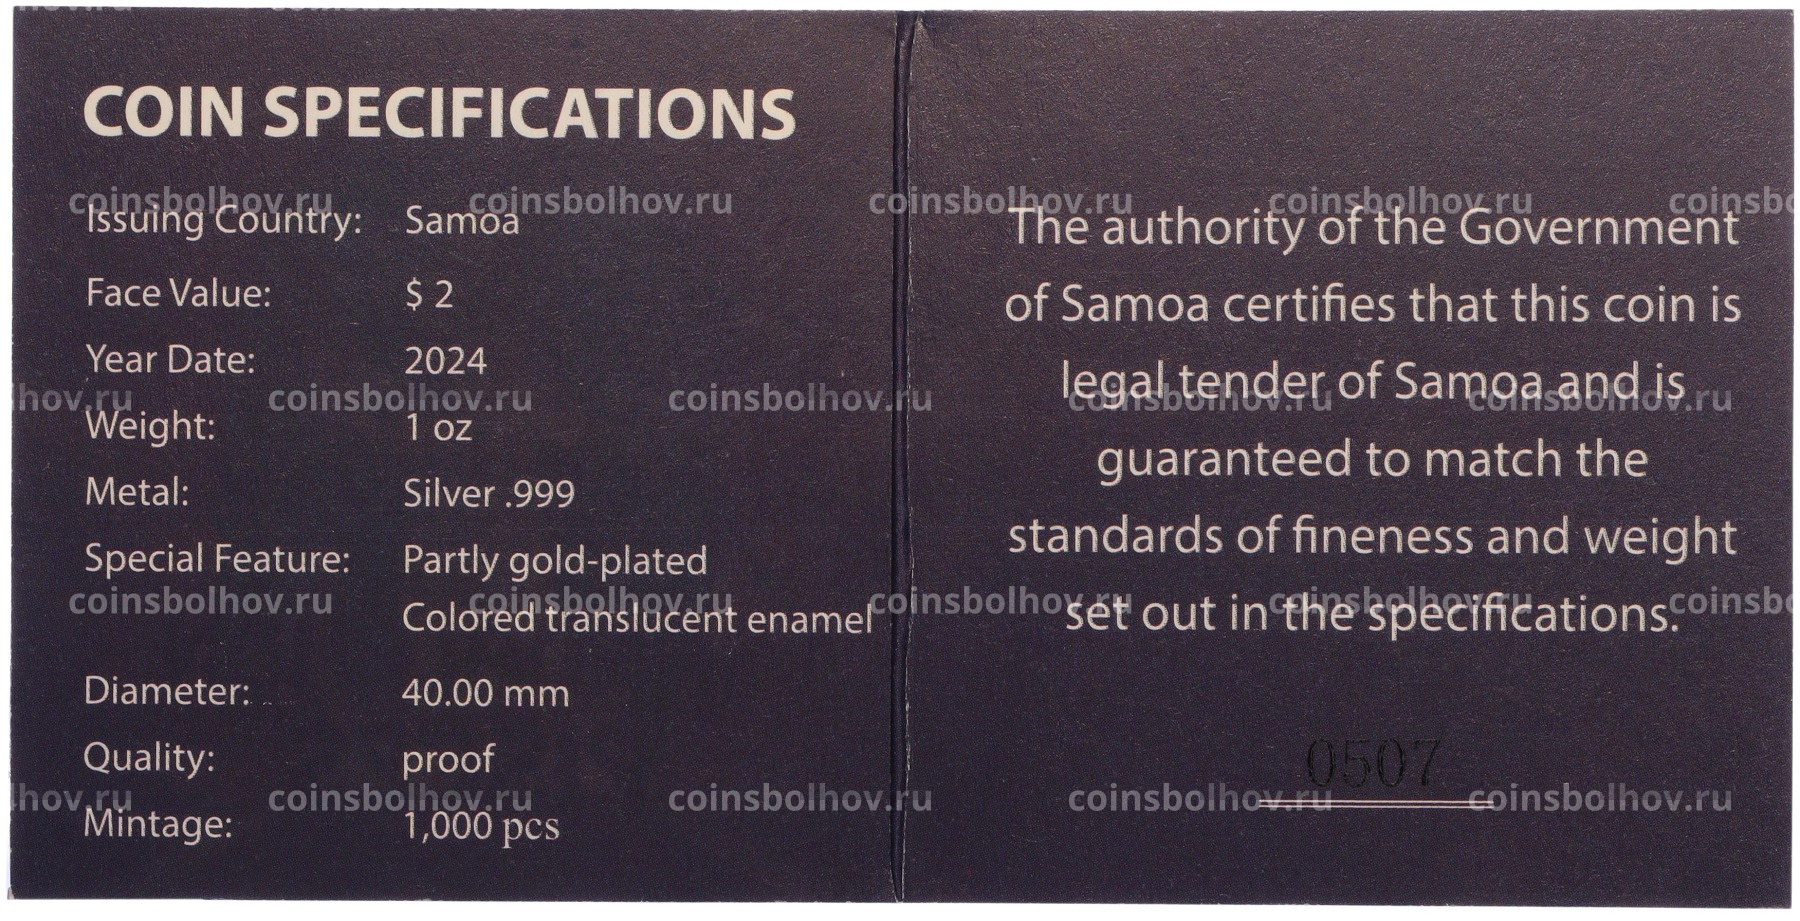 COIN SPECIFICATIONS
Issuing Country: Samoa
Face Value: $ 2
Year Date: 2024
Weight: 1 oz
Metal: Silver .999
Special Feature: Partly gold-plated
Colored translucent enamel
Diameter: 40.00 mm
Quality: proof
Mintage: 1,000 pcs
The authority of the Government
of Samoa certifies that this coin is
legal tender of Samoa and is
guaranteed to match the
standards of fineness and weight
set out in the specifications.
0507
coinsbolhov.ru